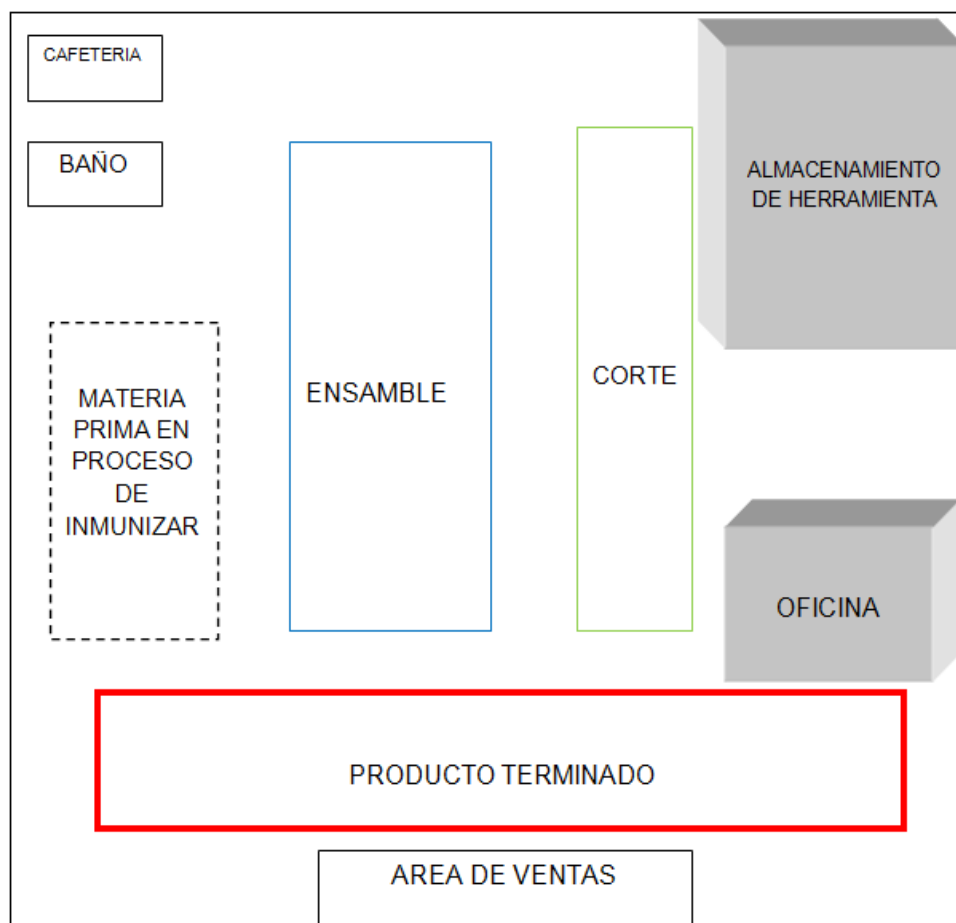 CAFETERIA
BAÑO
ALMACENAMIENTO
DE HERRAMIENTA
ENSAMBLE
CORTE
MATERIA
PRIMA EN
PROCESO
DE
INMUNIZAR
OFICINA
PRODUCTO TERMINADO
AREA DE VENTAS